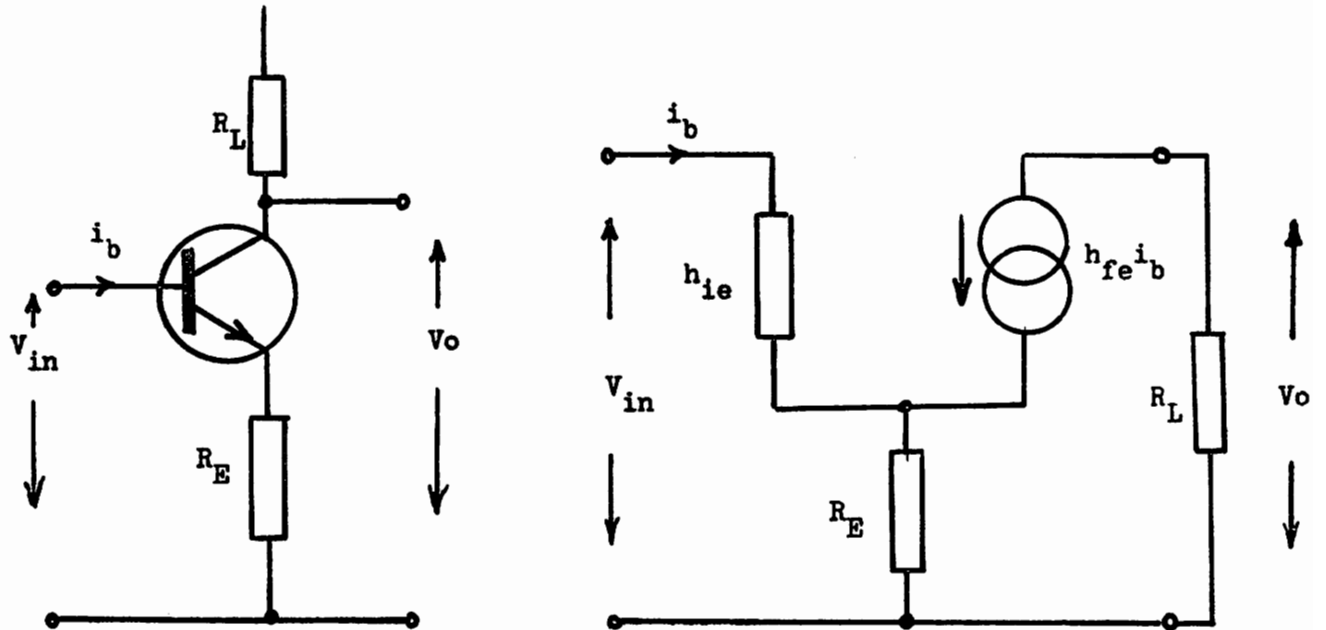 R_L
i_b
V_in
Vo
R_E
i_b
h_ie
h_fe i_b
V_in
R_L
Vo
R_E